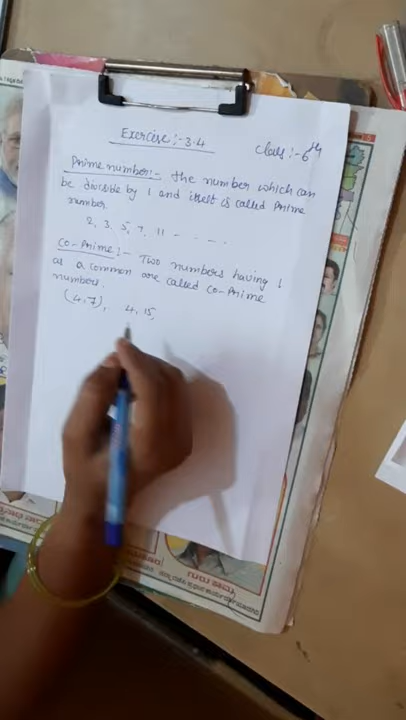 Exercise:-3.4
Class:-6th
Prime number:- The number which can
be divisible by 1 and itself is called Prime
number.
2, 3, 5, 7, 11 - - - .
Co-Prime:- Two numbers having 1
as a common are called Co-Prime
numbers.
(4,7), 4,15,